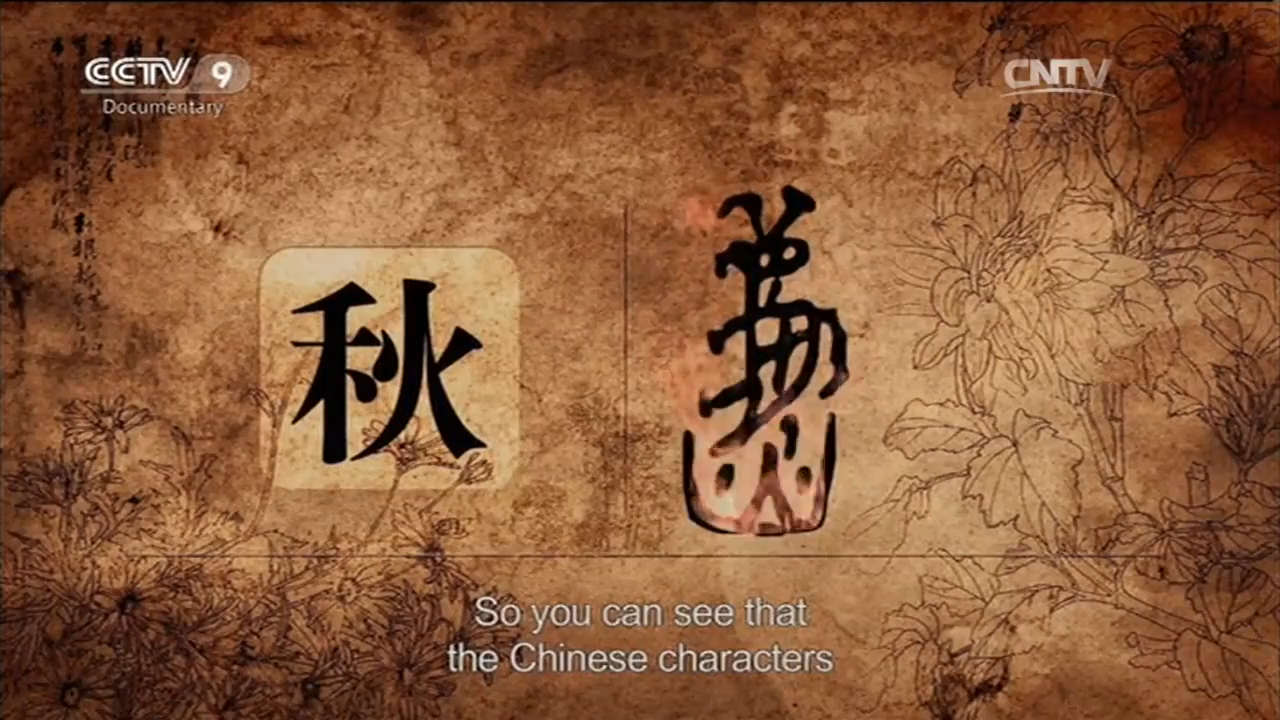 CCTV 9
Documentary
CNTV
秋
So you can see that
the Chinese characters